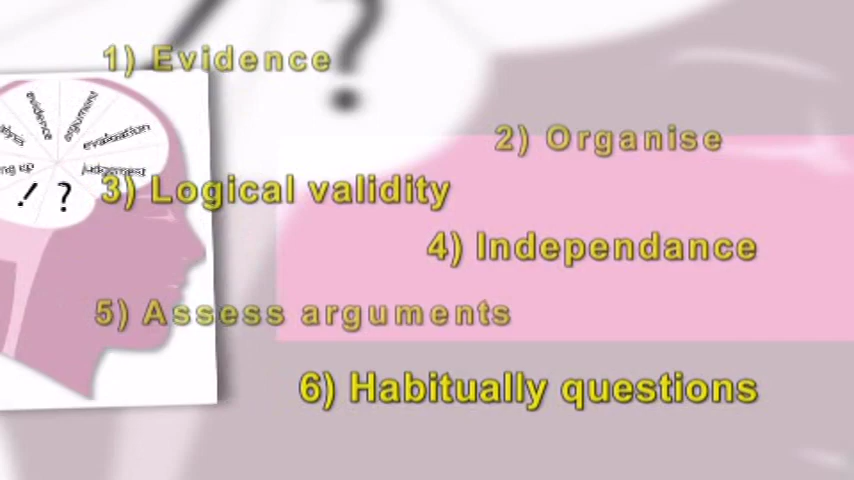 1) Evidence
2) Organise
evidence
argument
evaluation
judgement
! ?
3) Logical validity
4) Independance
5) Assess arguments
6) Habitually questions